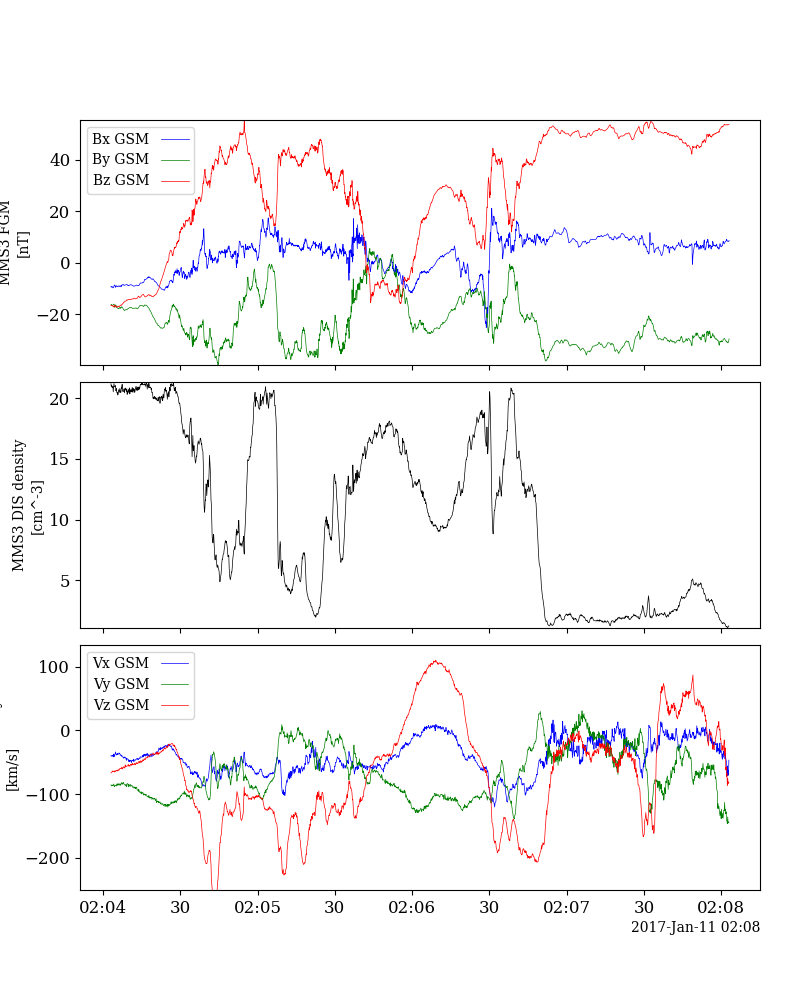 MMS3 FGM
[nT]
Bx GSM
By GSM
Bz GSM
40
20
0
−20
MMS3 DIS density
[cm^-3]
20
15
10
5
[km/s]
Vx GSM
Vy GSM
Vz GSM
100
0
−100
−200
02:04 30 02:05 30 02:06 30 02:07 30 02:08
2017-Jan-11 02:08